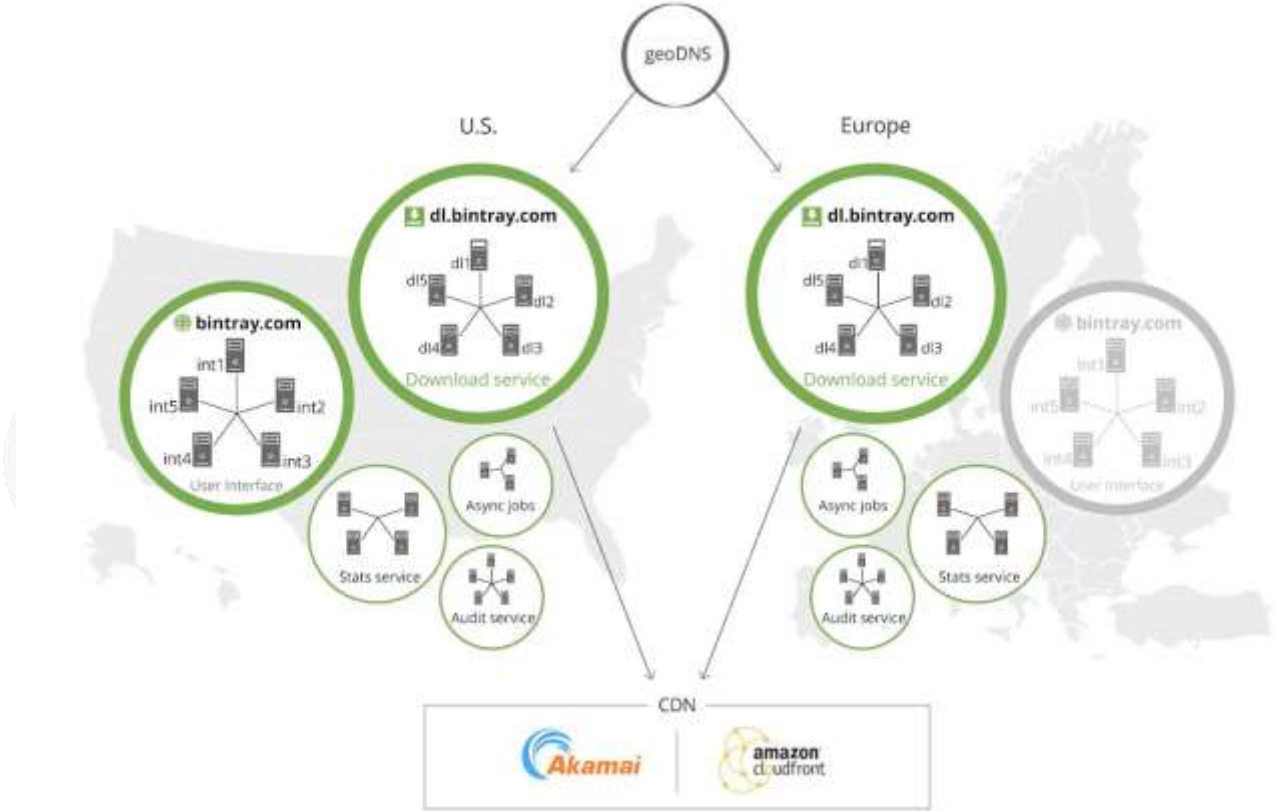 geoDNS
U.S.
Europe
dl.bintray.com
dl1
dl5
dl2
dl4
dl3
Download service
dl.bintray.com
dl1
dl5
dl2
dl4
dl3
Download service
bintray.com
int1
int5
int2
int4
int3
User Interface
bintray.com
int1
int5
int2
int4
int3
User Interface
Async jobs
Stats service
Audit service
Async jobs
Stats service
Audit service
CDN
Akamai
amazon
cloudfront